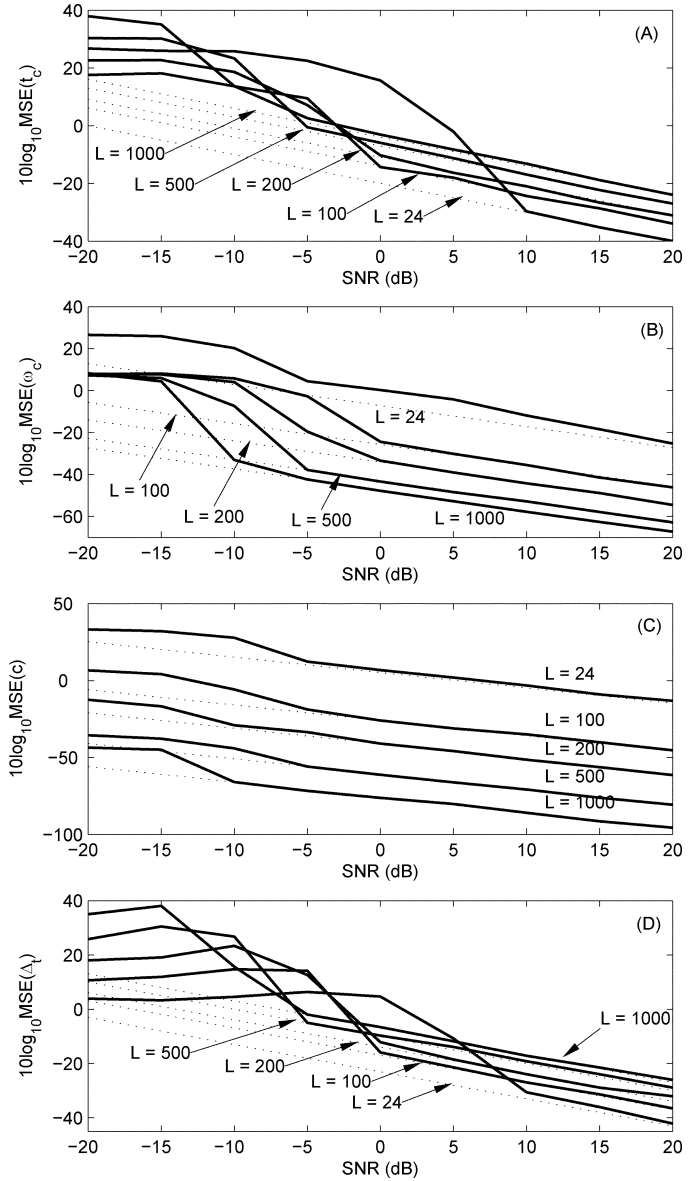 (A)
10log10MSE(t_c)
40
20
0
−20
−40
L = 1000
L = 500
L = 200
L = 100
L = 24
−20 −15 −10 −5 0 5 10 15 20
SNR (dB)
(B)
10log10MSE(ω_c)
40
20
0
−20
−40
−60
L = 24
L = 100
L = 200
L = 500
L = 1000
−20 −15 −10 −5 0 5 10 15 20
SNR (dB)
(C)
10log10MSE(c)
50
0
−50
−100
L = 24
L = 100
L = 200
L = 500
L = 1000
−20 −15 −10 −5 0 5 10 15 20
SNR (dB)
(D)
10log10MSE(Δ_t)
40
20
0
−20
−40
L = 1000
L = 500
L = 200
L = 100
L = 24
−20 −15 −10 −5 0 5 10 15 20
SNR (dB)